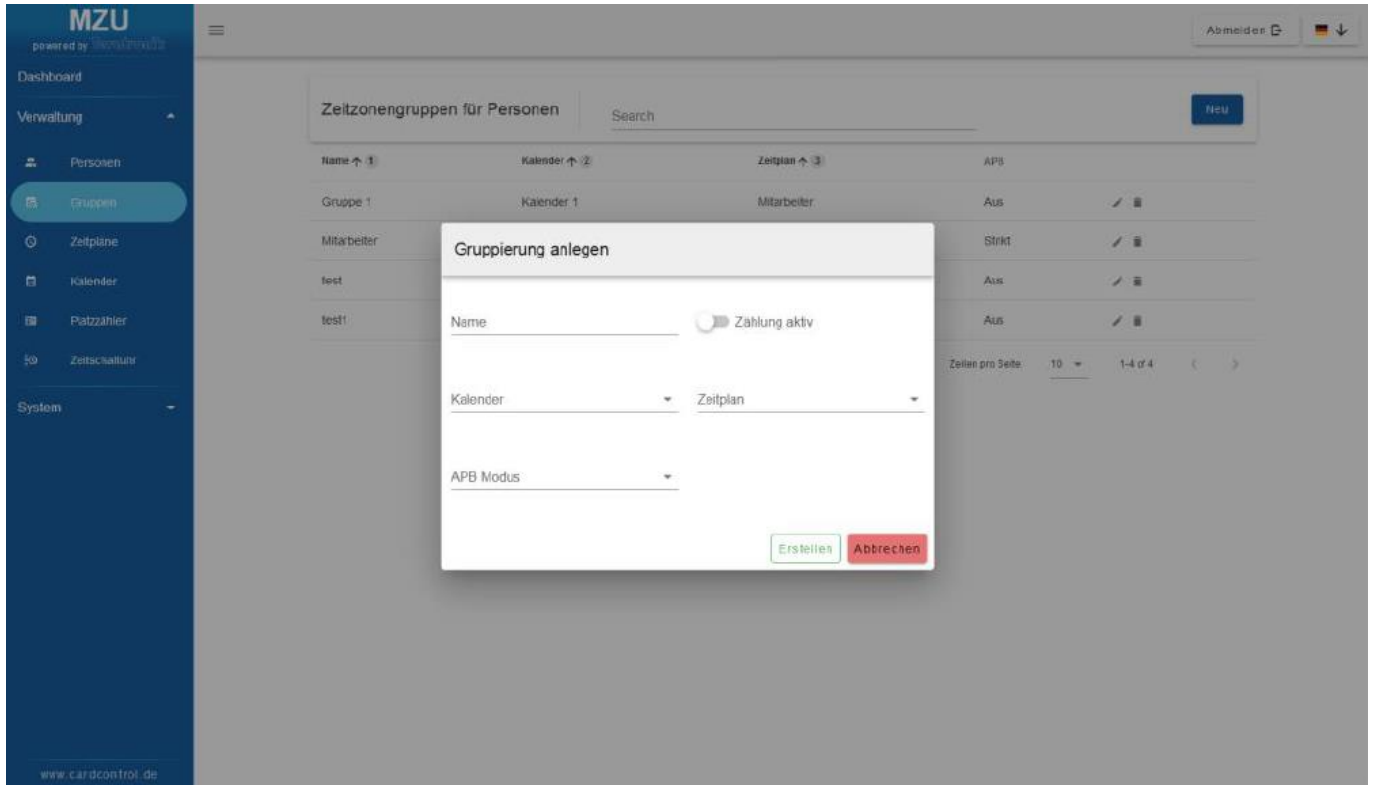 MZU
powered by
Abmelden
Dashboard
Verwaltung
Personen
Gruppen
Zeitpläne
Kalender
Platzzähler
Zeitschaltuhr
System
www.cardcontrol.de
Zeitzonengruppen für Personen
Search
Neu
Name 1 Kalender 2 Zeitplan 3 APB
Gruppe 1 Kalender 1 Mitarbeiter Aus
Mitarbeiter Strikt
test Aus
test1 Aus
Zeilen pro Seite 10 1-4 of 4
Gruppierung anlegen
Name Zählung aktiv
Kalender Zeitplan
APB Modus
Erstellen Abbrechen